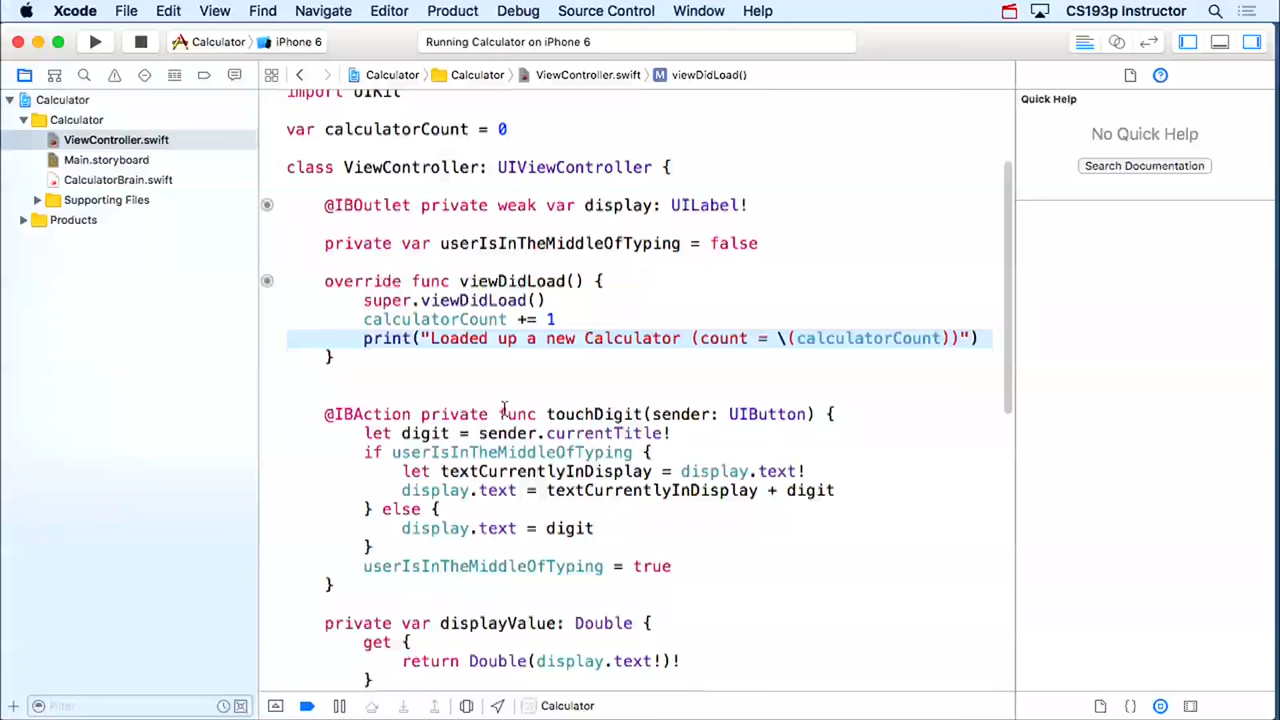 Xcode File Edit View Find Navigate Editor Product Debug Source Control Window Help CS193p Instructor
Calculator iPhone 6 Running Calculator on iPhone 6
Calculator Calculator ViewController.swift M viewDidLoad()
Calculator
Calculator
ViewController.swift
Main.storyboard
CalculatorBrain.swift
Supporting Files
Products
Filter
import UIKit
var calculatorCount = 0
class ViewController: UIViewController {
@IBOutlet private weak var display: UILabel!
private var userIsInTheMiddleOfTyping = false
override func viewDidLoad() {
super.viewDidLoad()
calculatorCount += 1
print("Loaded up a new Calculator (count = \(calculatorCount))")
}
@IBAction private func touchDigit(sender: UIButton) {
let digit = sender.currentTitle!
if userIsInTheMiddleOfTyping {
let textCurrentlyInDisplay = display.text!
display.text = textCurrentlyInDisplay + digit
} else {
display.text = digit
}
userIsInTheMiddleOfTyping = true
}
private var displayValue: Double {
get {
return Double(display.text!)!
}
Calculator
Quick Help
No Quick Help
Search Documentation